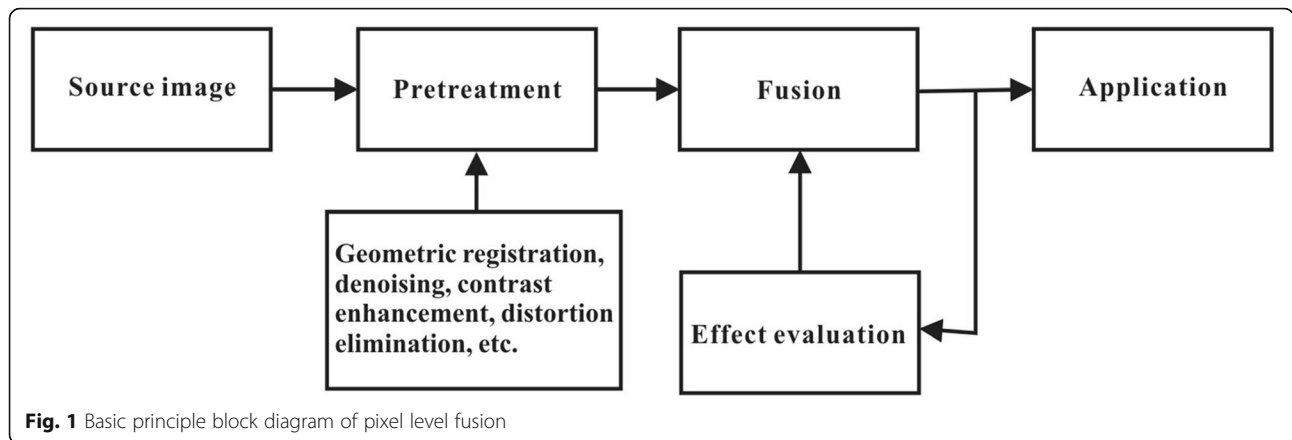 Source image
Pretreatment
Fusion
Application
Geometric registration,
denoising, contrast
enhancement, distortion
elimination, etc.
Effect evaluation
Fig. 1 Basic principle block diagram of pixel level fusion